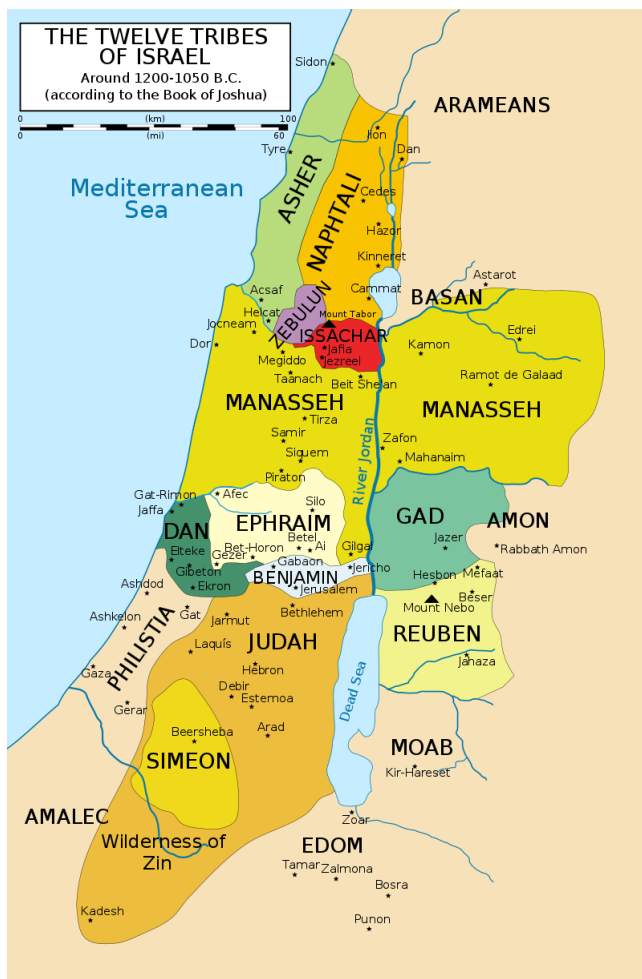 THE TWELVE TRIBES
OF ISRAEL
Around 1200-1050 B.C.
(according to the Book of Joshua)
0 (km) 100
0 (mi) 60
Sidon
ARAMEANS
Ilon
Tyre
Dan
Mediterranean
Sea
ASHER
NAPHTALI
Cedes
Hazor
Kinneret
Astarot
Acsaf
Cammat
BASAN
Helcat
ZEBULUN
Mount Tabor
Jocneam
ISSACHAR
Edrei
Dor
Jafia
Kamon
Megiddo
Jezreel
Taanach
Beit Shelan
Ramot de Galaad
MANASSEH
MANASSEH
Tirza
Samir
River Jordan
Zafon
Siquem
Mahanaim
Piraton
Gat-Rimon
Afec
Jaffa
Silo
GAD
AMON
DAN
EPHRAIM
Betel
Jazer
Elteke
Bet-Horon
Ai
Gilgal
Rabbath Amon
Gezer
Gabaon
Jericho
Gibeton
BENJAMIN
Hesbon
Mefaat
Ashdod
Ekron
Jerusalem
Beser
Gat
Bethlehem
Mount Nebo
Ashkelon
Jarmut
PHILISTIA
JUDAH
REUBEN
Laquís
Jahaza
Gaza
Hebron
Dead Sea
Debir
Estemoa
Gerar
Arad
Beersheba
MOAB
SIMEON
Kir-Hareset
AMALEC
Zoar
Wilderness of
Zin
EDOM
Tamar
Zalmona
Bosra
Kadesh
Punon